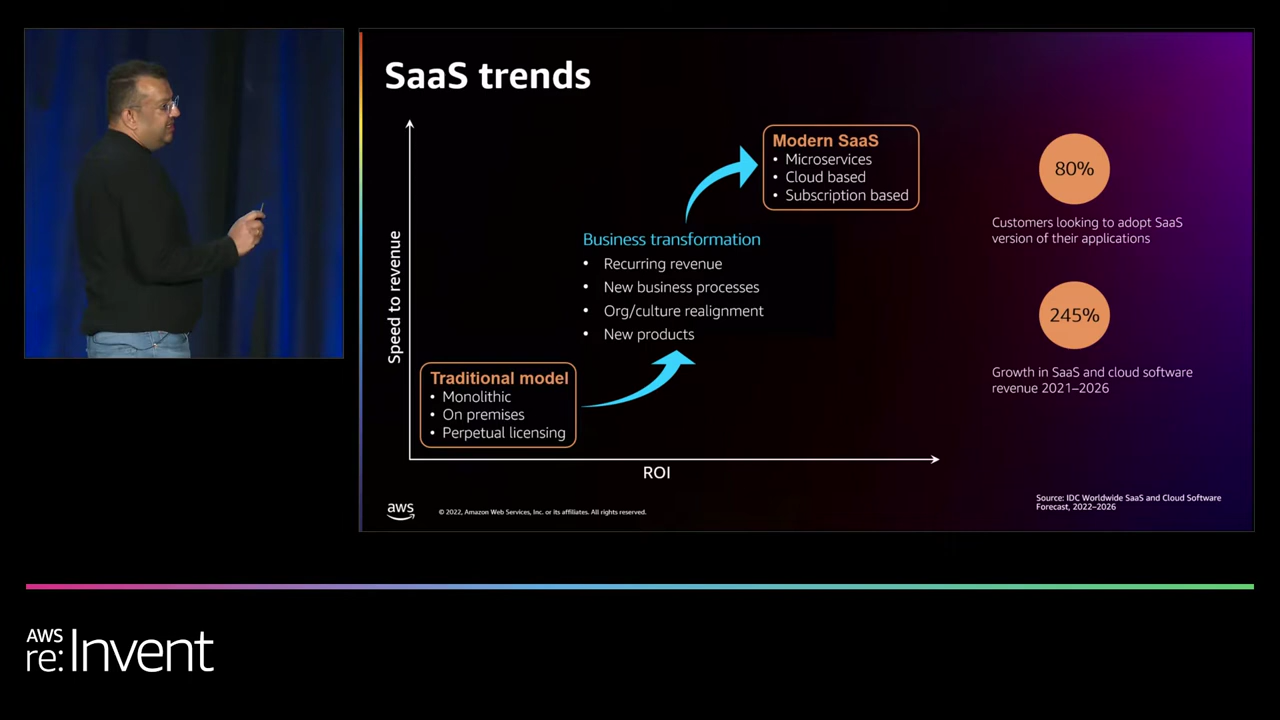 SaaS trends
Speed to revenue
Modern SaaS
• Microservices
• Cloud based
• Subscription based
Business transformation
• Recurring revenue
• New business processes
• Org/culture realignment
• New products
Traditional model
• Monolithic
• On premises
• Perpetual licensing
ROI
80%
Customers looking to adopt SaaS
version of their applications
245%
Growth in SaaS and cloud software
revenue 2021–2026
Source: IDC Worldwide SaaS and Cloud Software
Forecast, 2022–2026
aws
© 2022, Amazon Web Services, Inc. or its affiliates. All rights reserved.
AWS
re:Invent